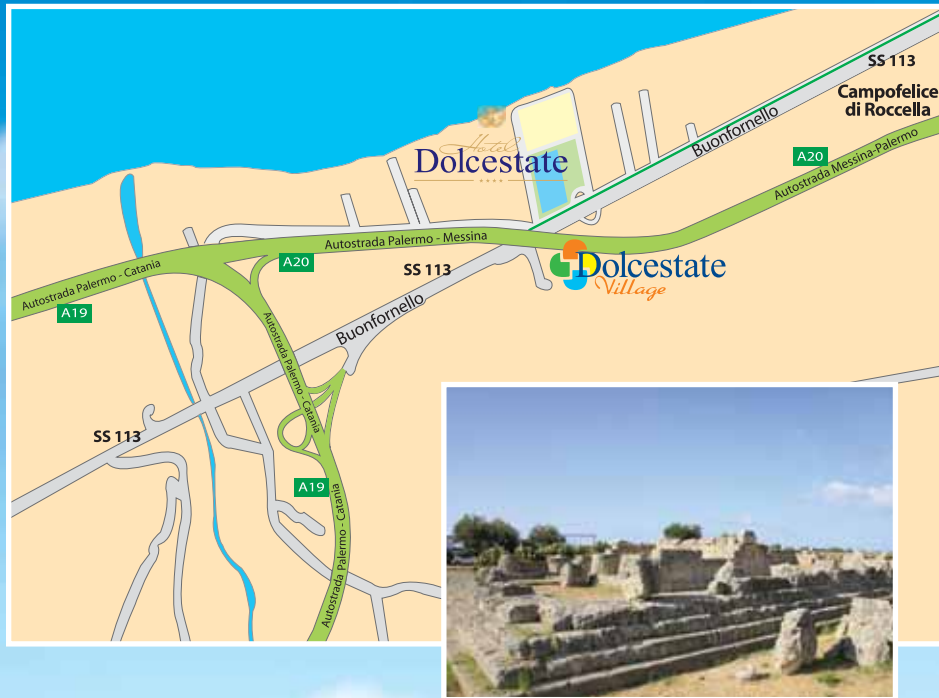 SS 113
Campofelice
di Roccella
Buonfornello
A20
Autostrada Messina-Palermo
Hotel
Dolcestate
Autostrada Palermo - Messina
A20
SS 113
Dolcestate
Village
Autostrada Palermo - Catania
A19
Buonfornello
Autostrada Palermo - Catania
SS 113
A19
Autostrada Palermo - Catania